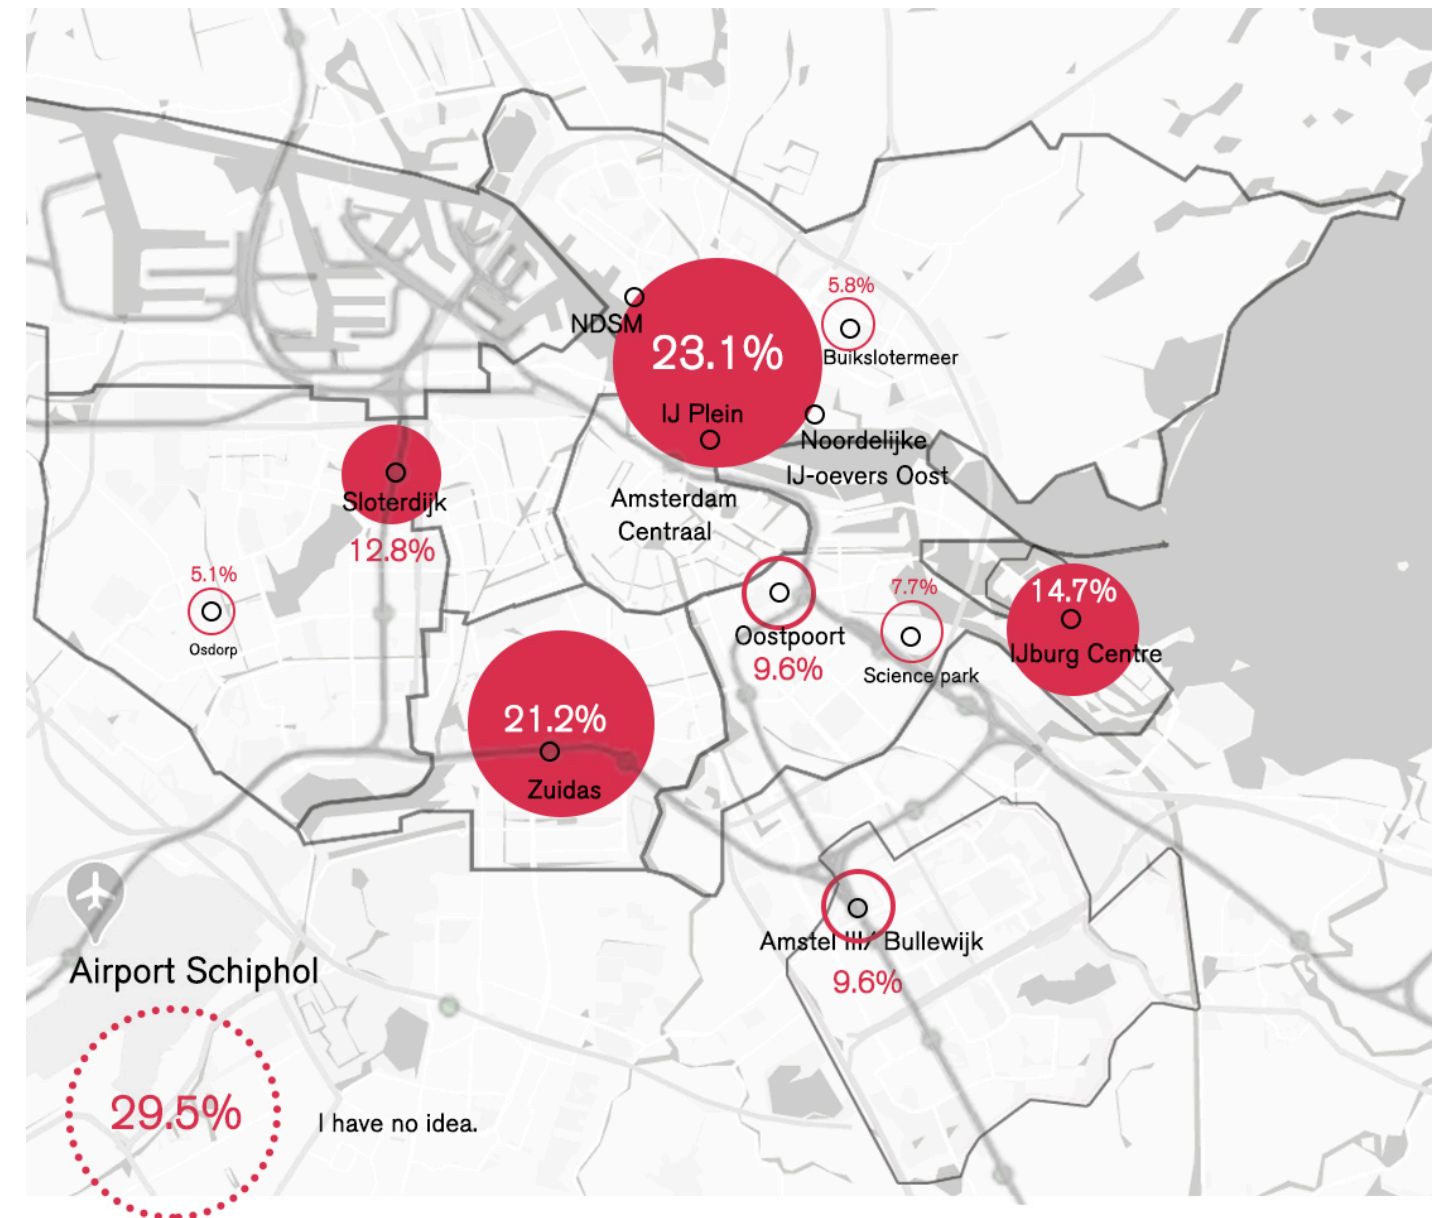 5.8%
NDSM
23.1%
Buikslotermeer
IJ Plein
Noordelijke
IJ-oevers Oost
Sloterdijk
12.8%
Amsterdam
Centraal
5.1%
Osdorp
7.7%
14.7%
Oostpoort
9.6%
Science park
IJburg Centre
21.2%
Zuidas
Amstel III/ Bullewijk
9.6%
Airport Schiphol
29.5%
I have no idea.